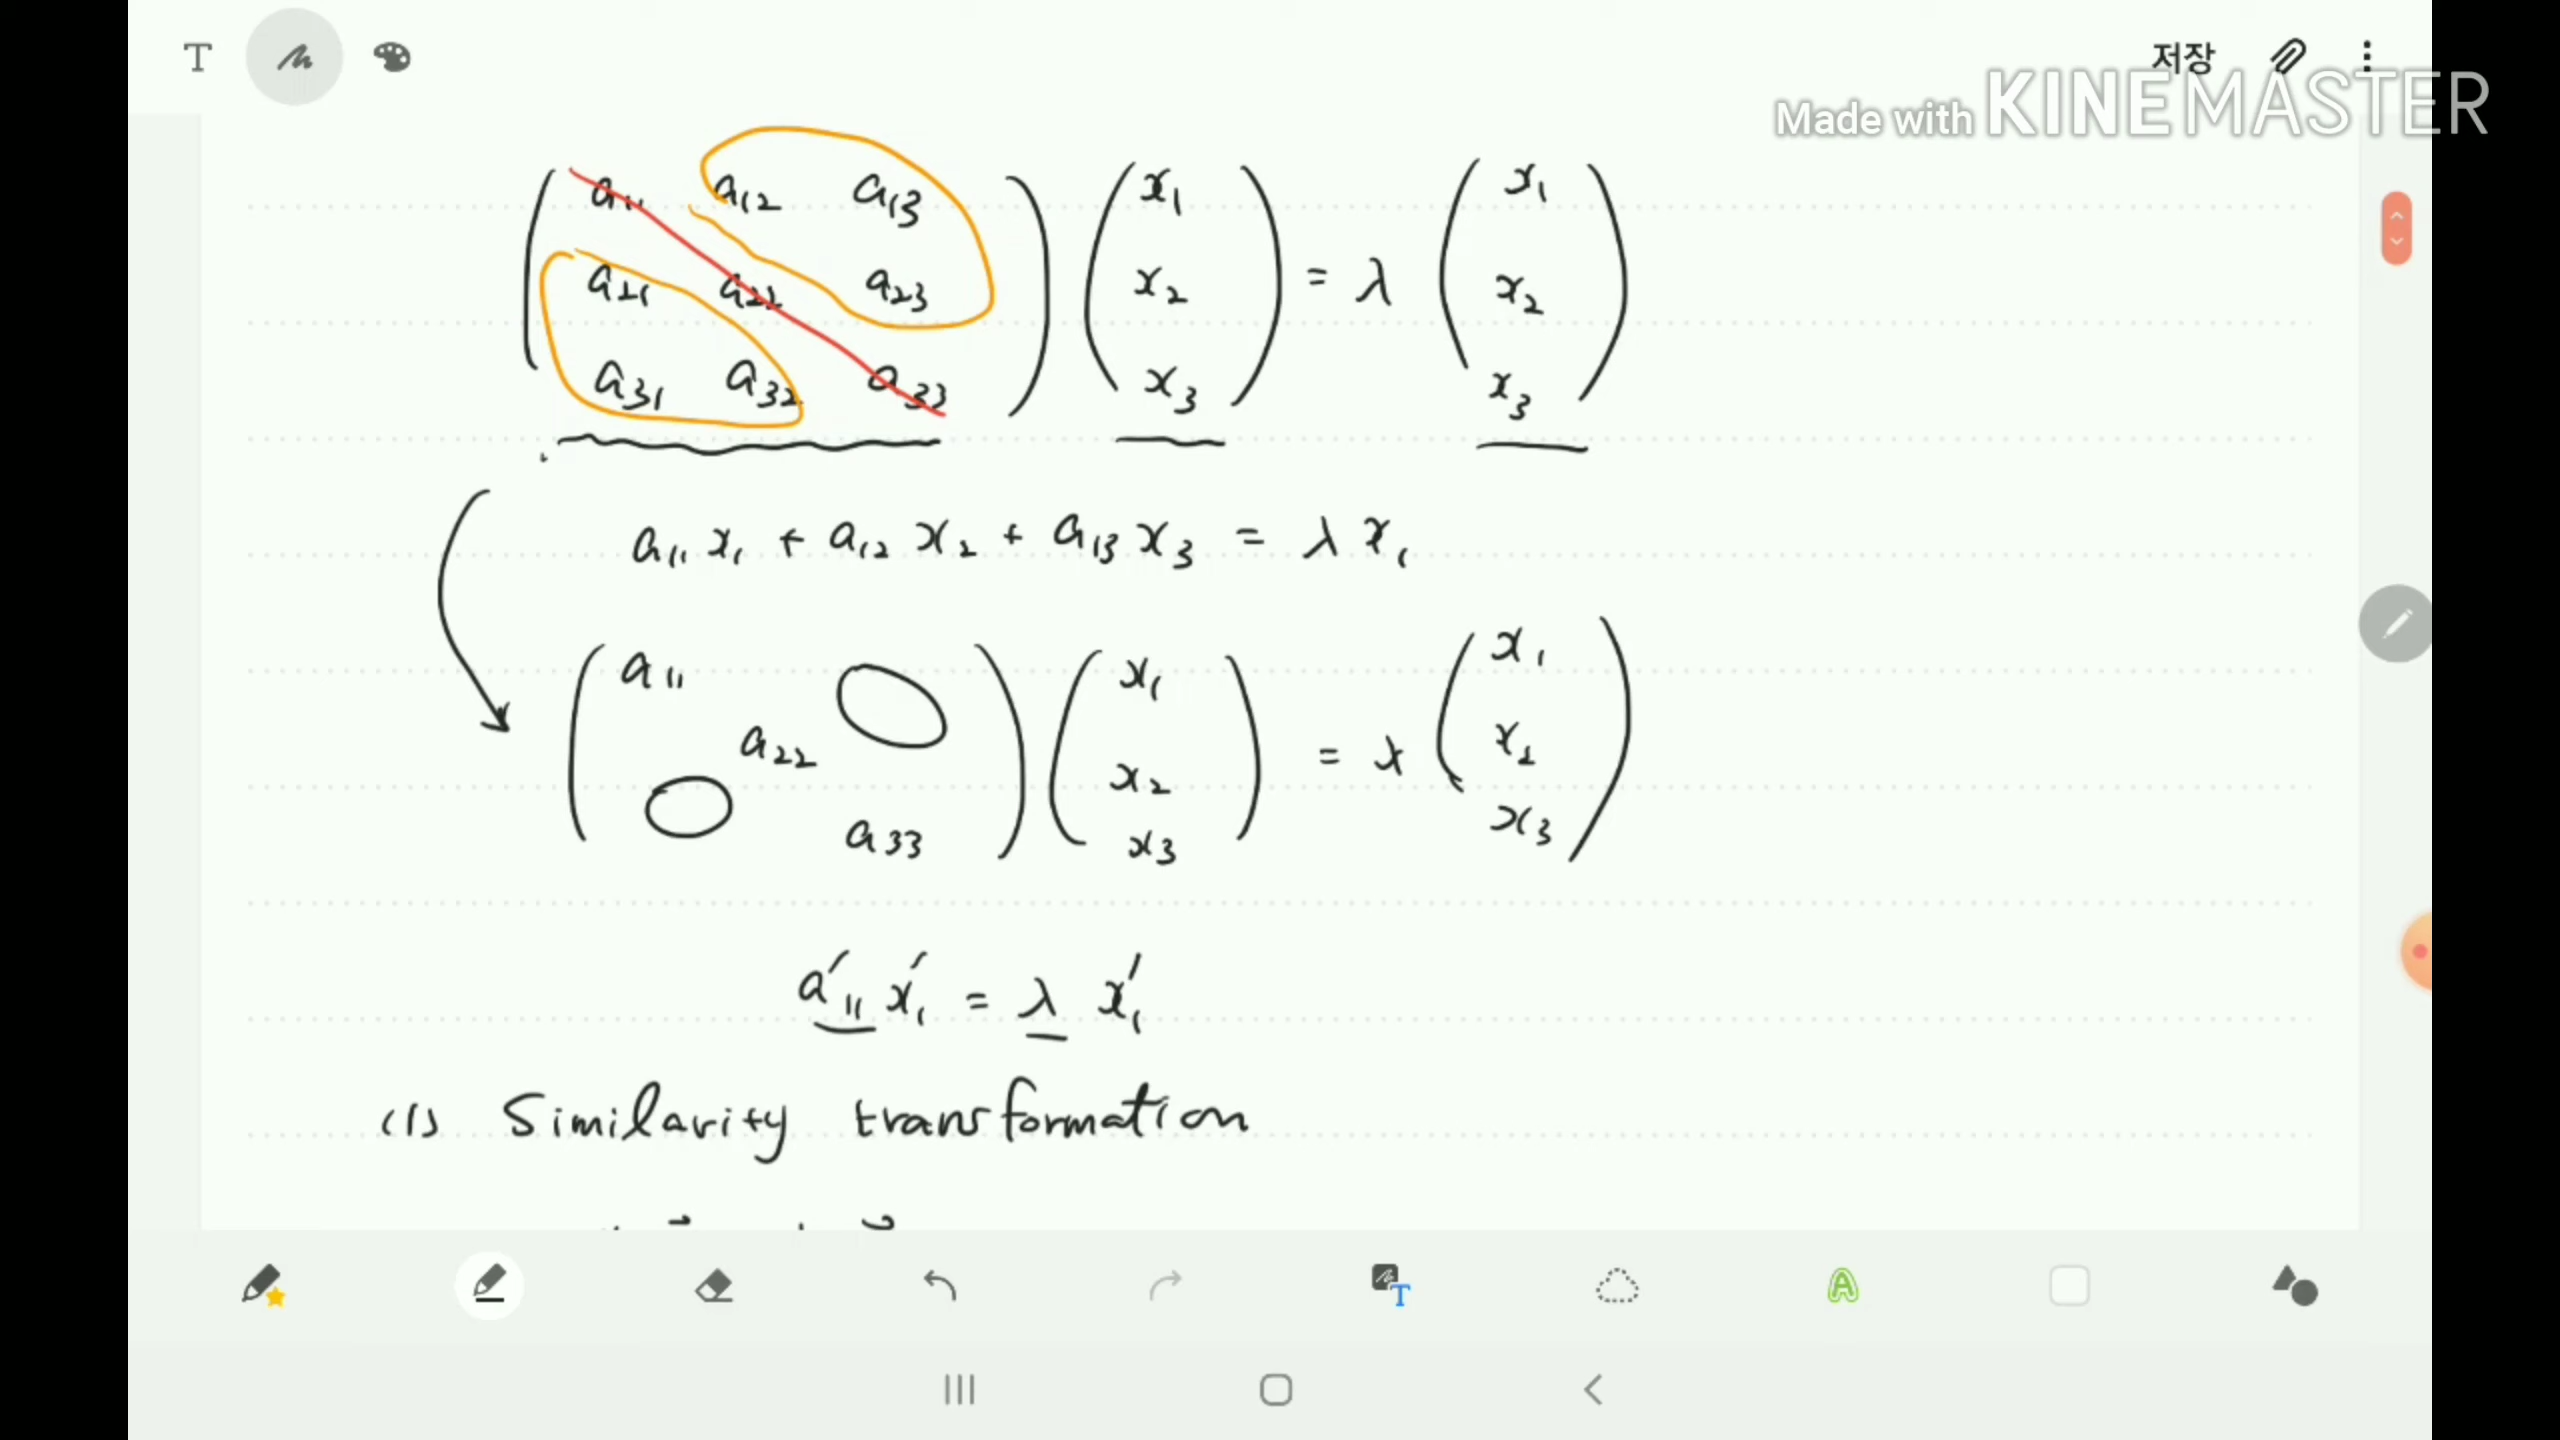 T 저장
Made with KINEMASTER
( a11 a12 a13 ) ( x1 ) = λ ( x1 )
( a21 a22 a23 ) ( x2 ) ( x2 )
( a31 a32 a33 ) ( x3 ) ( x3 )
a11 x1 + a12 x2 + a13 x3 = λ x1
( a11 0 ) ( x1 ) = λ ( x1 )
( a22 ) ( x2 ) ( x2 )
( 0 a33 ) ( x3 ) ( x3 )
a'11 x'1 = λ x'1
(1) Similarity transformation
T A